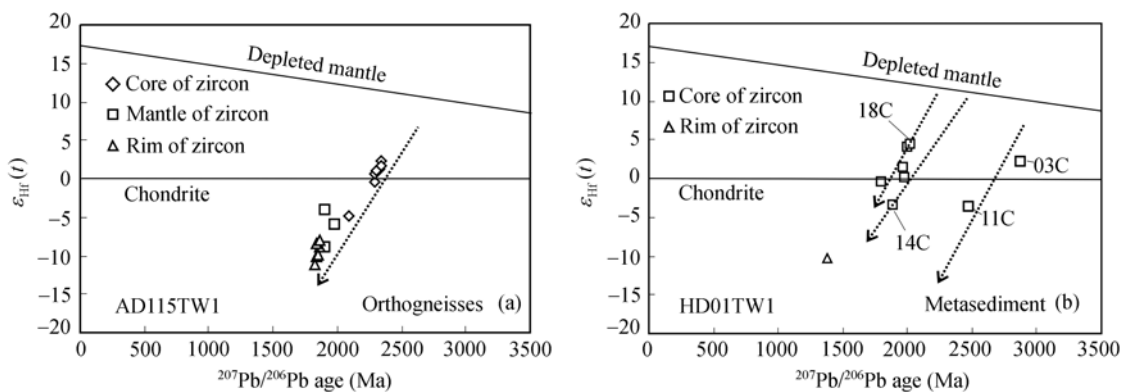 20
15
10
5
0
−5
−10
−15
−20
εHf(t)
Depleted mantle
Core of zircon
Mantle of zircon
Rim of zircon
Chondrite
AD115TW1
Orthogneisses
(a)
0 500 1000 1500 2000 2500 3000 3500
²⁰⁷Pb/²⁰⁶Pb age (Ma)
20
15
10
5
0
−5
−10
−15
−20
εHf(t)
Depleted mantle
Core of zircon
Rim of zircon
18C
03C
Chondrite
11C
14C
HD01TW1
Metasediment
(b)
0 500 1000 1500 2000 2500 3000 3500
²⁰⁷Pb/²⁰⁶Pb age (Ma)